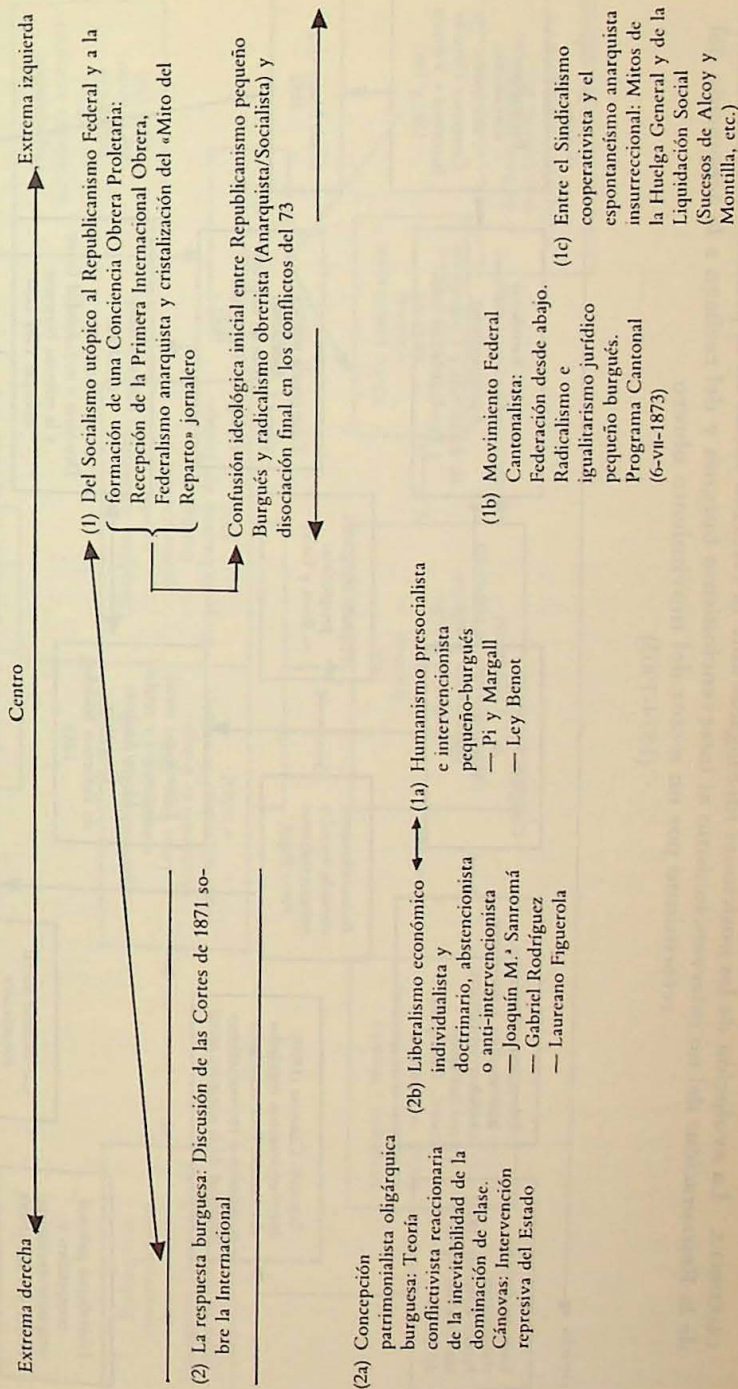 Extrema derecha
Centro
Extrema izquierda
(1) Del Socialismo utópico al Republicanismo Federal y a la
formación de una Conciencia Obrera Proletaria:
Recepción de la Primera Internacional Obrera,
Federalismo anarquista y cristalización del «Mito del
Reparto» jornalero
Confusión ideológica inicial entre Republicanismo pequeño
Burgués y radicalismo obrerista (Anarquista/Socialista) y
disociación final en los conflictos del 73
(2) La respuesta burguesa: Discusión de las Cortes de 1871 so-
bre la Internacional
(2a) Concepción
patrimonialista oligárquica
burguesa: Teoría
conflictivista reaccionaria
de la inevitabilidad de la
dominación de clase.
Cánovas: Intervención
represiva del Estado
(2b) Liberalismo económico
individualista y
doctrinario, abstencionista
o anti-intervencionista
— Joaquín M.ª Sanromá
— Gabriel Rodríguez
— Laureano Figuerola
(1a) Humanismo presocialista
e intervencionista
pequeño-burgués
— Pi y Margall
— Ley Benot
(1b) Movimiento Federal
Cantonalista:
Federación desde abajo.
Radicalismo e
igualitarismo jurídico
pequeño burgués.
Programa Cantonal
(6-VII-1873)
(1c) Entre el Sindicalismo
cooperativista y el
espontaneísmo anarquista
insurreccional: Mitos de
la Huelga General y de la
Liquidación Social
(Sucesos de Alcoy y
Montilla, etc.)